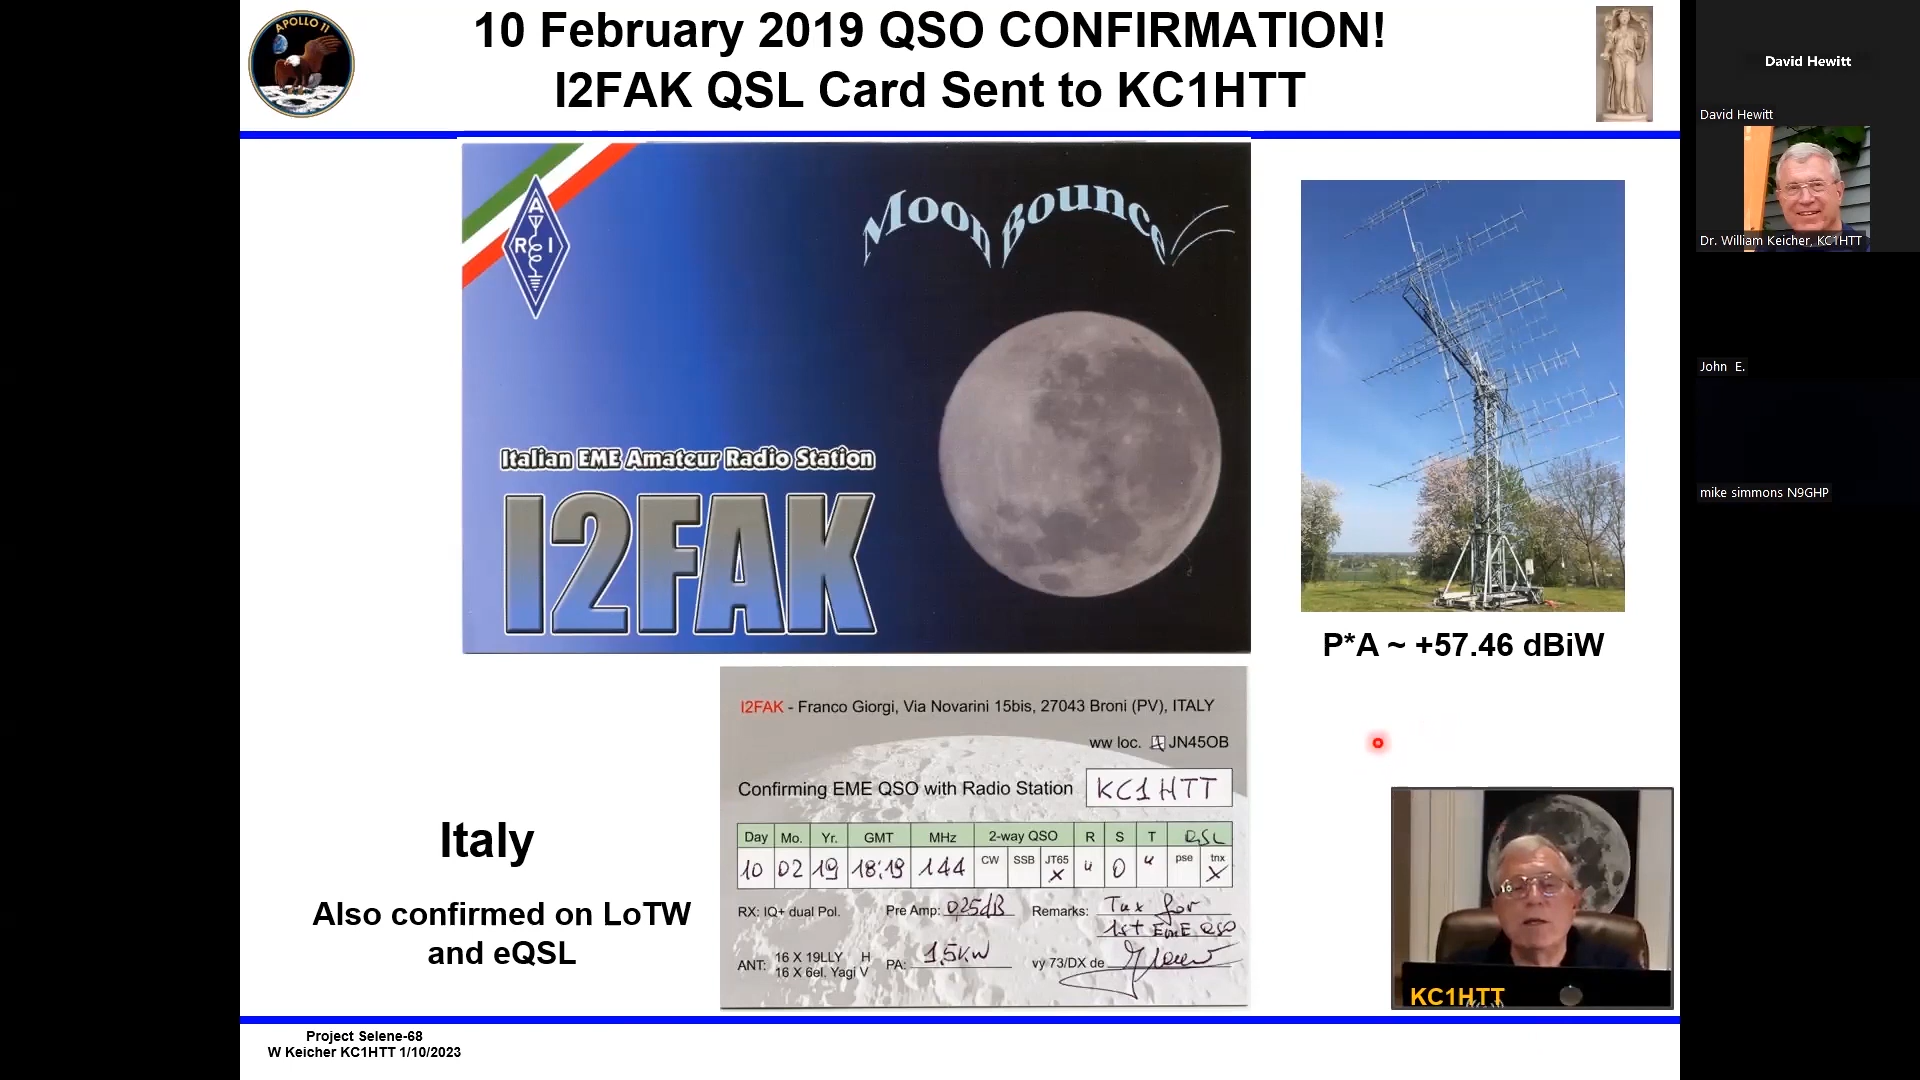 APOLLO 11
10 February 2019 QSO CONFIRMATION!
I2FAK QSL Card Sent to KC1HTT
A
R I
Moon Bounce
Italian EME Amateur Radio Station
I2FAK
P*A ~ +57.46 dBiW
I2FAK - Franco Giorgi, Via Novarini 15bis, 27043 Broni (PV), ITALY
ww loc. JN45OB
Confirming EME QSO with Radio Station KC1HTT
Day Mo. Yr. GMT MHz 2-way QSO R S T QSL
CW SSB JT65 pse tnx
10 02 19 18:19 144 X " O " X
RX: IQ+ dual Pol. Pre Amp: 025dB Remarks: Tux for
1st EME QSO
ANT: 16 X 19LLY H
16 X 6el. Yagi V
PA: 1.5KW vy 73/DX de
Italy
Also confirmed on LoTW
and eQSL
KC1HTT
Project Selene-68
W Keicher KC1HTT 1/10/2023
David Hewitt
David Hewitt
Dr. William Keicher, KC1HTT
John E.
mike simmons N9GHP